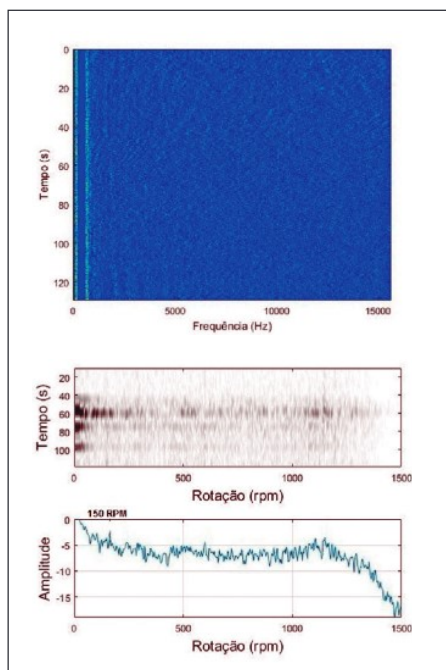 0
20
40
60
80
100
120
Tempo (s)
0 5000 10000 15000
Frequência (Hz)
20
40
60
80
100
Tempo (s)
0 500 1000 1500
Rotação (rpm)
150 RPM
0
-5
-10
-15
Amplitude
0 500 1000 1500
Rotação (rpm)